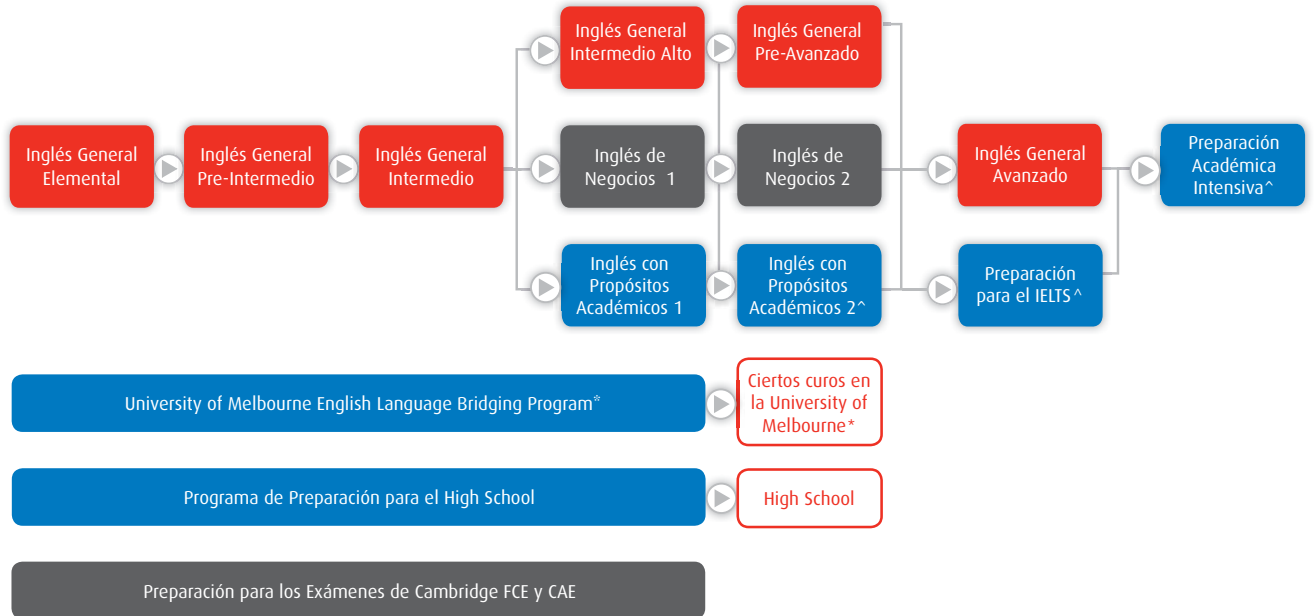 Inglés General
Intermedio Alto
Inglés General
Pre-Avanzado
Inglés General
Elemental
Inglés General
Pre-Intermedio
Inglés General
Intermedio
Inglés de
Negocios 1
Inglés de
Negocios 2
Inglés General
Avanzado
Preparación
Académica
Intensiva^
Inglés con
Propósitos
Académicos 1
Inglés con
Propósitos
Académicos 2^
Preparación
para el IELTS^
University of Melbourne English Language Bridging Program*
Ciertos curos en
la University of
Melbourne*
Programa de Preparación para el High School
High School
Preparación para los Exámenes de Cambridge FCE y CAE